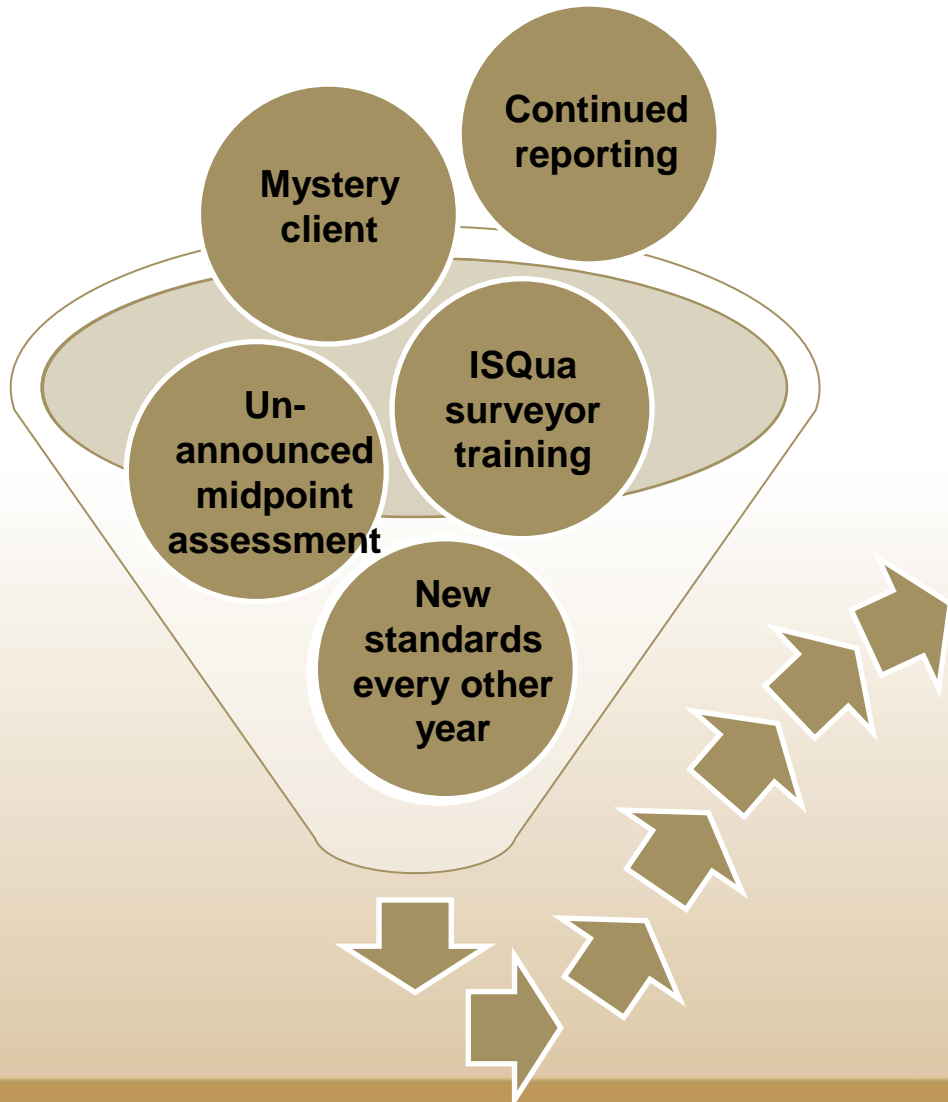 Continued
reporting
Mystery
client
ISQua
surveyor
training
Un-
announced
midpoint
assessment
New
standards
every other
year